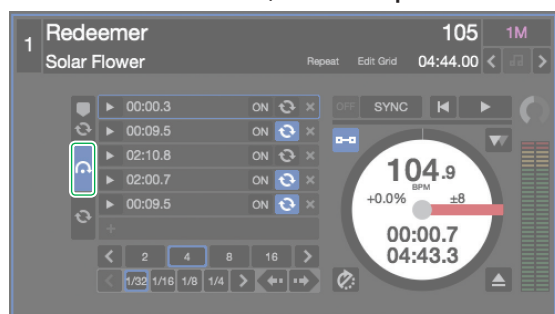 1 Redeemer 105 1M
Solar Flower Repeat Edit Grid 04:44.00
00:00.3 ON
00:09.5 ON
02:10.8 ON
02:00.7 ON
00:09.5 ON
OFF SYNC
104.9
BPM
+0.0% ±8
00:00.7
04:43.3
2 4 8 16
1/32 1/16 1/8 1/4